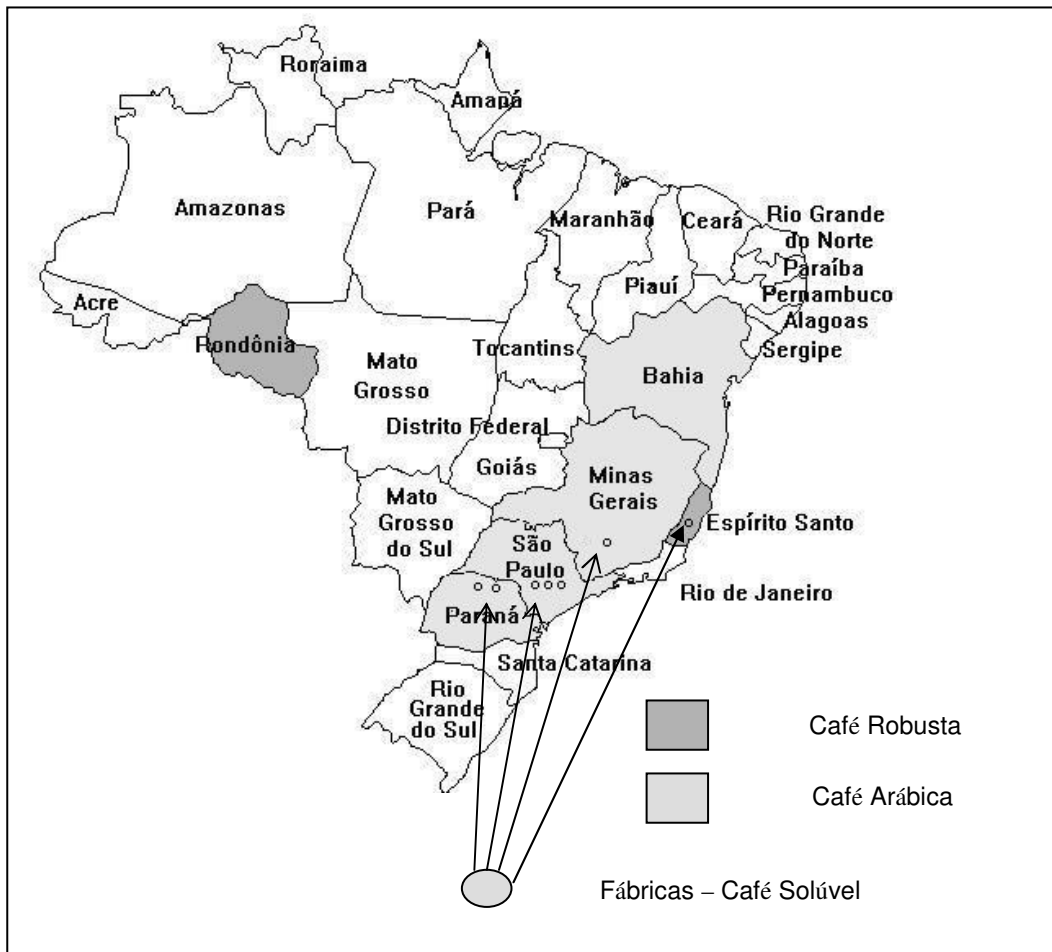 Roraima
Amapá
Amazonas
Pará
Maranhão
Ceará
Rio Grande
do Norte
Paraíba
Piauí
Pernambuco
Acre
Alagoas
Rondônia
Tocantins
Sergipe
Mato
Grosso
Bahia
Distrito Federal
Goiás
Minas
Gerais
Mato
Grosso
do Sul
Espírito Santo
São
Paulo
Rio de Janeiro
Paraná
Santa Catarina
Rio
Grande
do Sul
Café Robusta
Café Arábica
Fábricas – Café Solúvel